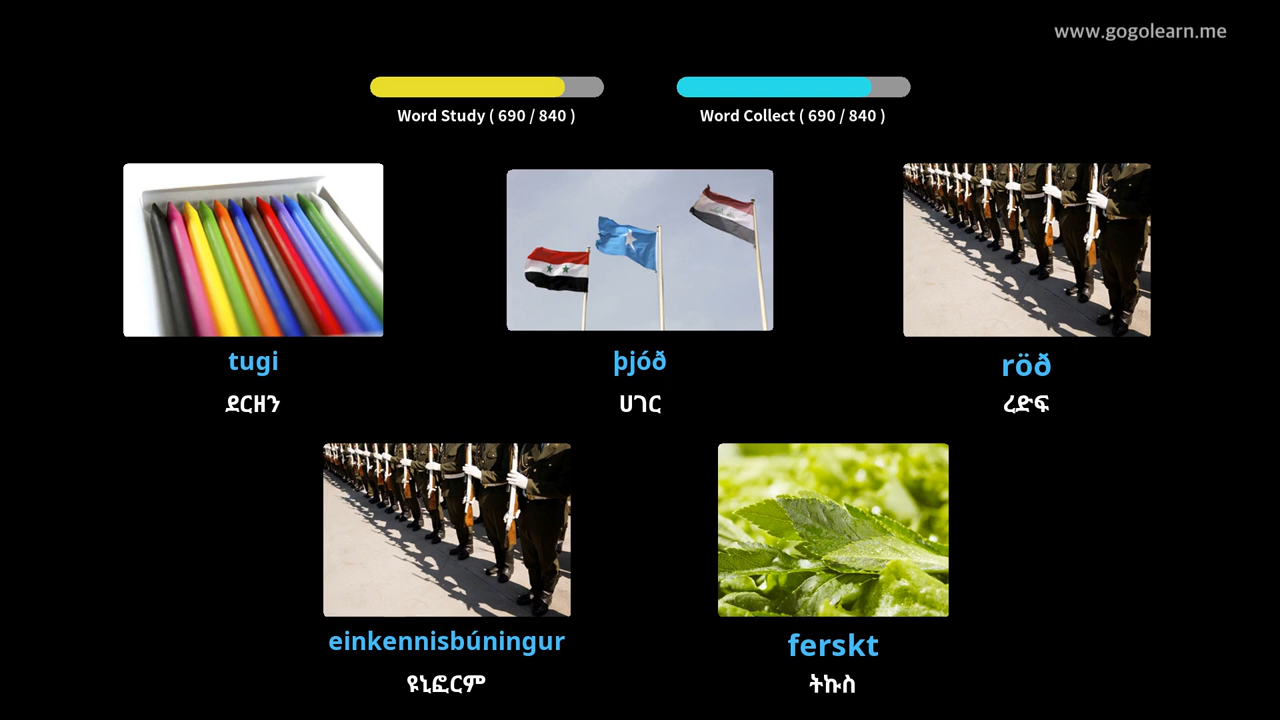 www.gogolearn.me
Word Study ( 690 / 840 )
Word Collect ( 690 / 840 )
tugi
ደርዘን
þjóð
ሀገር
röð
ረድፍ
einkennisbúningur
ዩኒፎርም
ferskt
ትኩስ